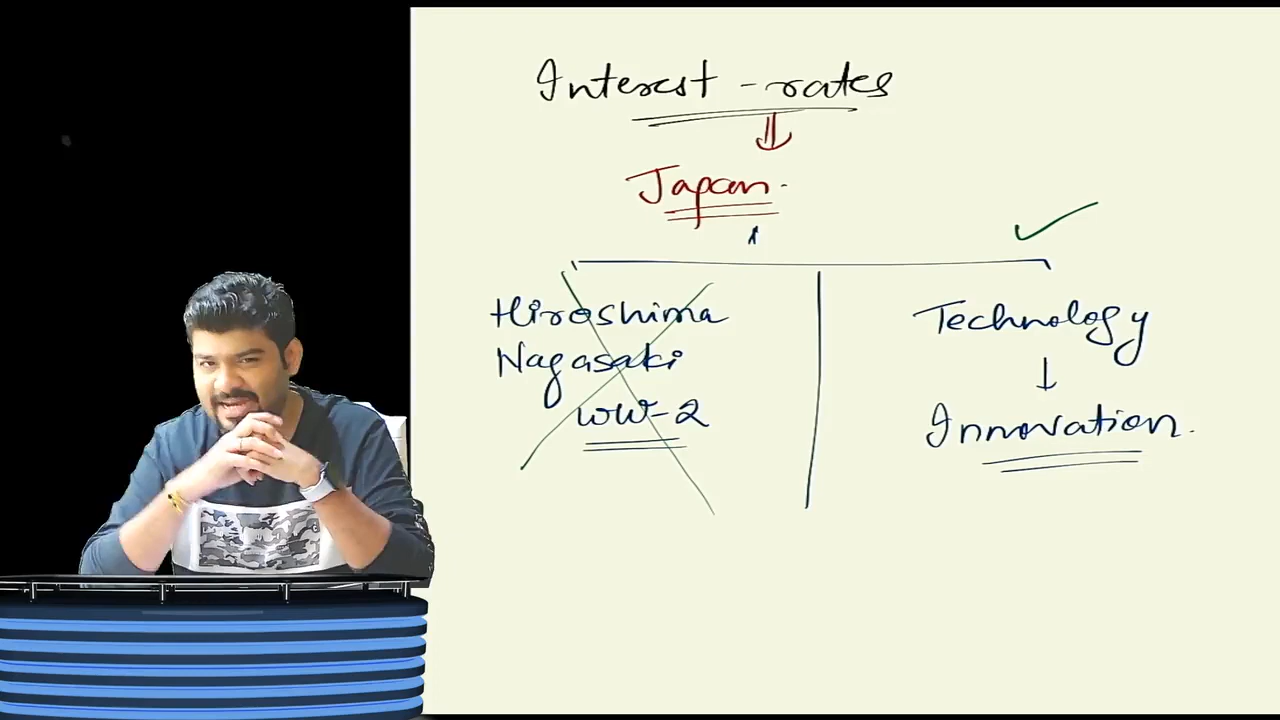 Interest - rates
Japan.
Hiroshima
Nagasaki
WW-2
Technology
Innovation.